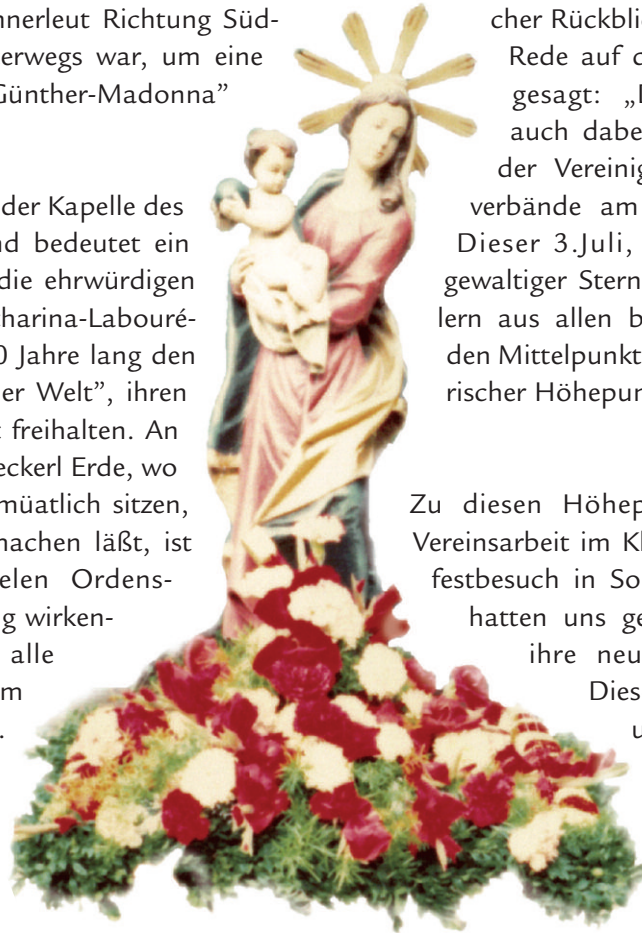 nnerleut Richtung Süd-
erwegs war, um eine
Günther-Madonna”
der Kapelle des
nd bedeutet ein
die ehrwürdigen
tharina-Labouré-
0 Jahre lang den
er Welt”, ihren
t freihalten. An
eckerl Erde, wo
müatlich sitzen,
machen läßt, ist
elen Ordens-
g wirken-
alle
m
.
cher Rückblic
Rede auf d
gesagt: „D
auch dabe
der Vereinig
verbände am
Dieser 3.Juli,
gewaltiger Stern
lern aus allen b
den Mittelpunkt
rischer Höhepun
Zu diesen Höhep
Vereinsarbeit im Kl
festbesuch in So
hatten uns ge
ihre neu
Dies
u